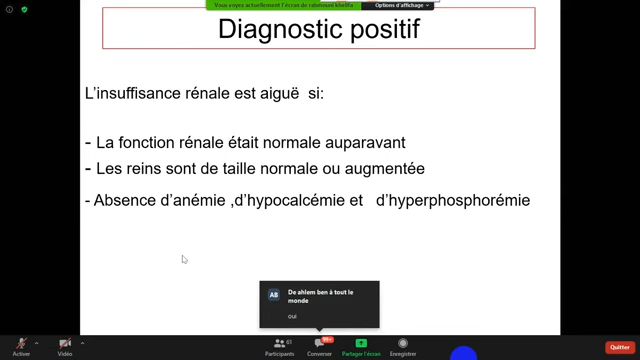 Vous voyez actuellement l'écran de rahmouni khelifa
Options d'affichage
Diagnostic positif
L'insuffisance rénale est aiguë si:
- La fonction rénale était normale auparavant
- Les reins sont de taille normale ou augmentée
- Absence d'anémie ,d'hypocalcémie et d'hyperphosphorémie
AB
De ahlem ben à tout le
monde
oui
Activer
Vidéo
61
Participants
99+
Converser
Partager l'écran
Enregistrer
Quitter